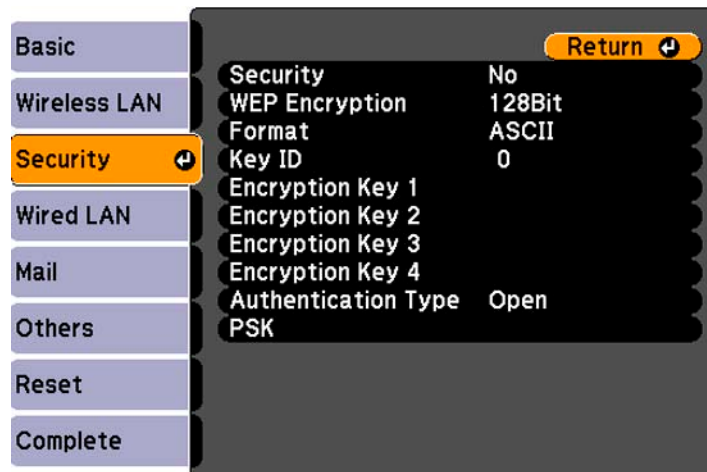 Basic
Wireless LAN
Security
Wired LAN
Mail
Others
Reset
Complete
Return
Security No
WEP Encryption 128Bit
Format ASCII
Key ID 0
Encryption Key 1
Encryption Key 2
Encryption Key 3
Encryption Key 4
Authentication Type Open
PSK